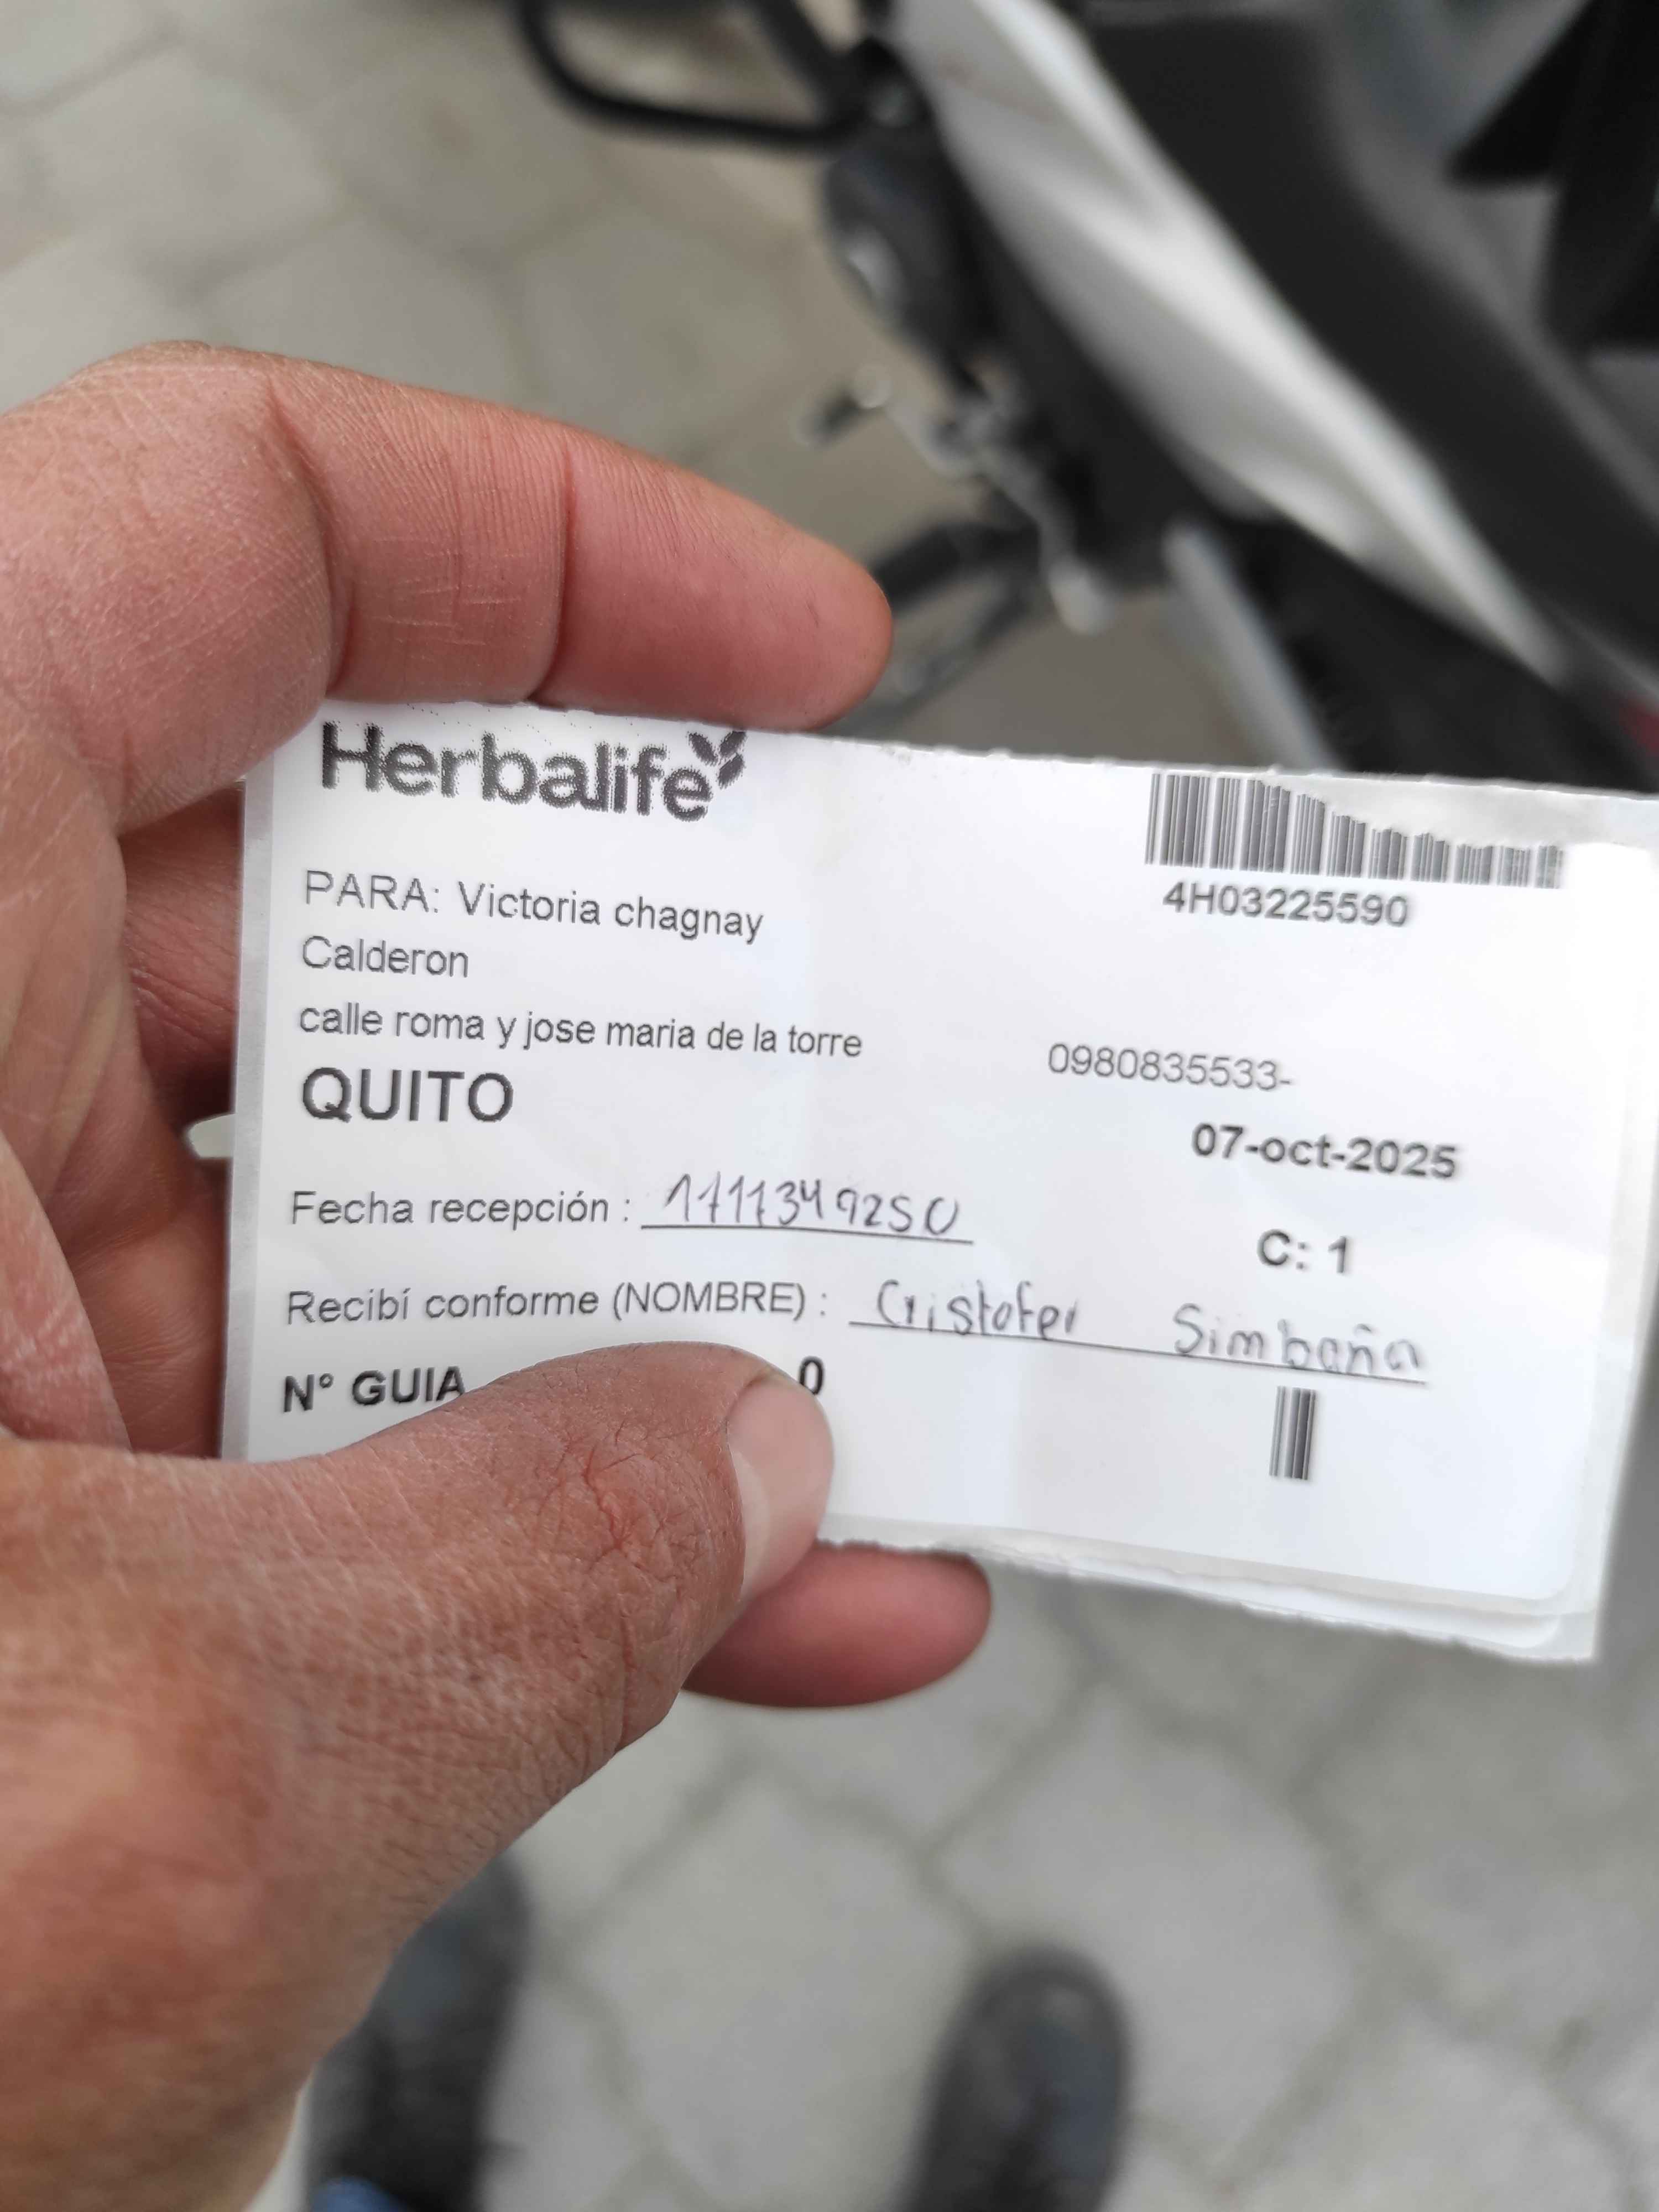 Herbalife
4H03225590
PARA: Victoria chagnay
Calderon
calle roma y jose maria de la torre
0980835533-
QUITO
07-oct-2025
Fecha recepción : 1711349250
C: 1
Recibí conforme (NOMBRE) : Cristofer Simbaña
N° GUIA 0